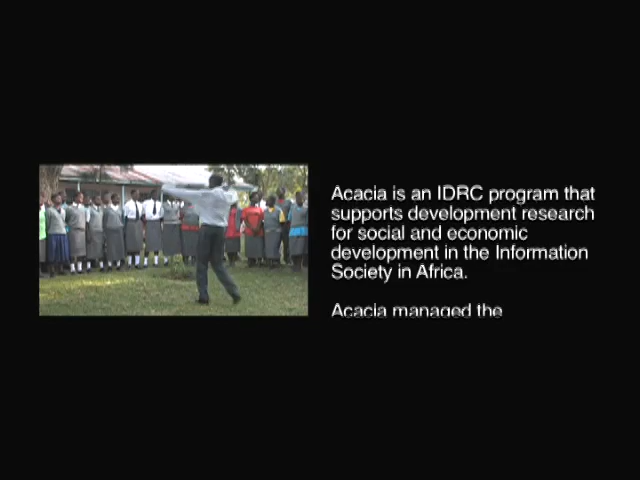 Acacia is an IDRC program that
supports development research
for social and economic
development in the Information
Society in Africa.
Acacia managed the